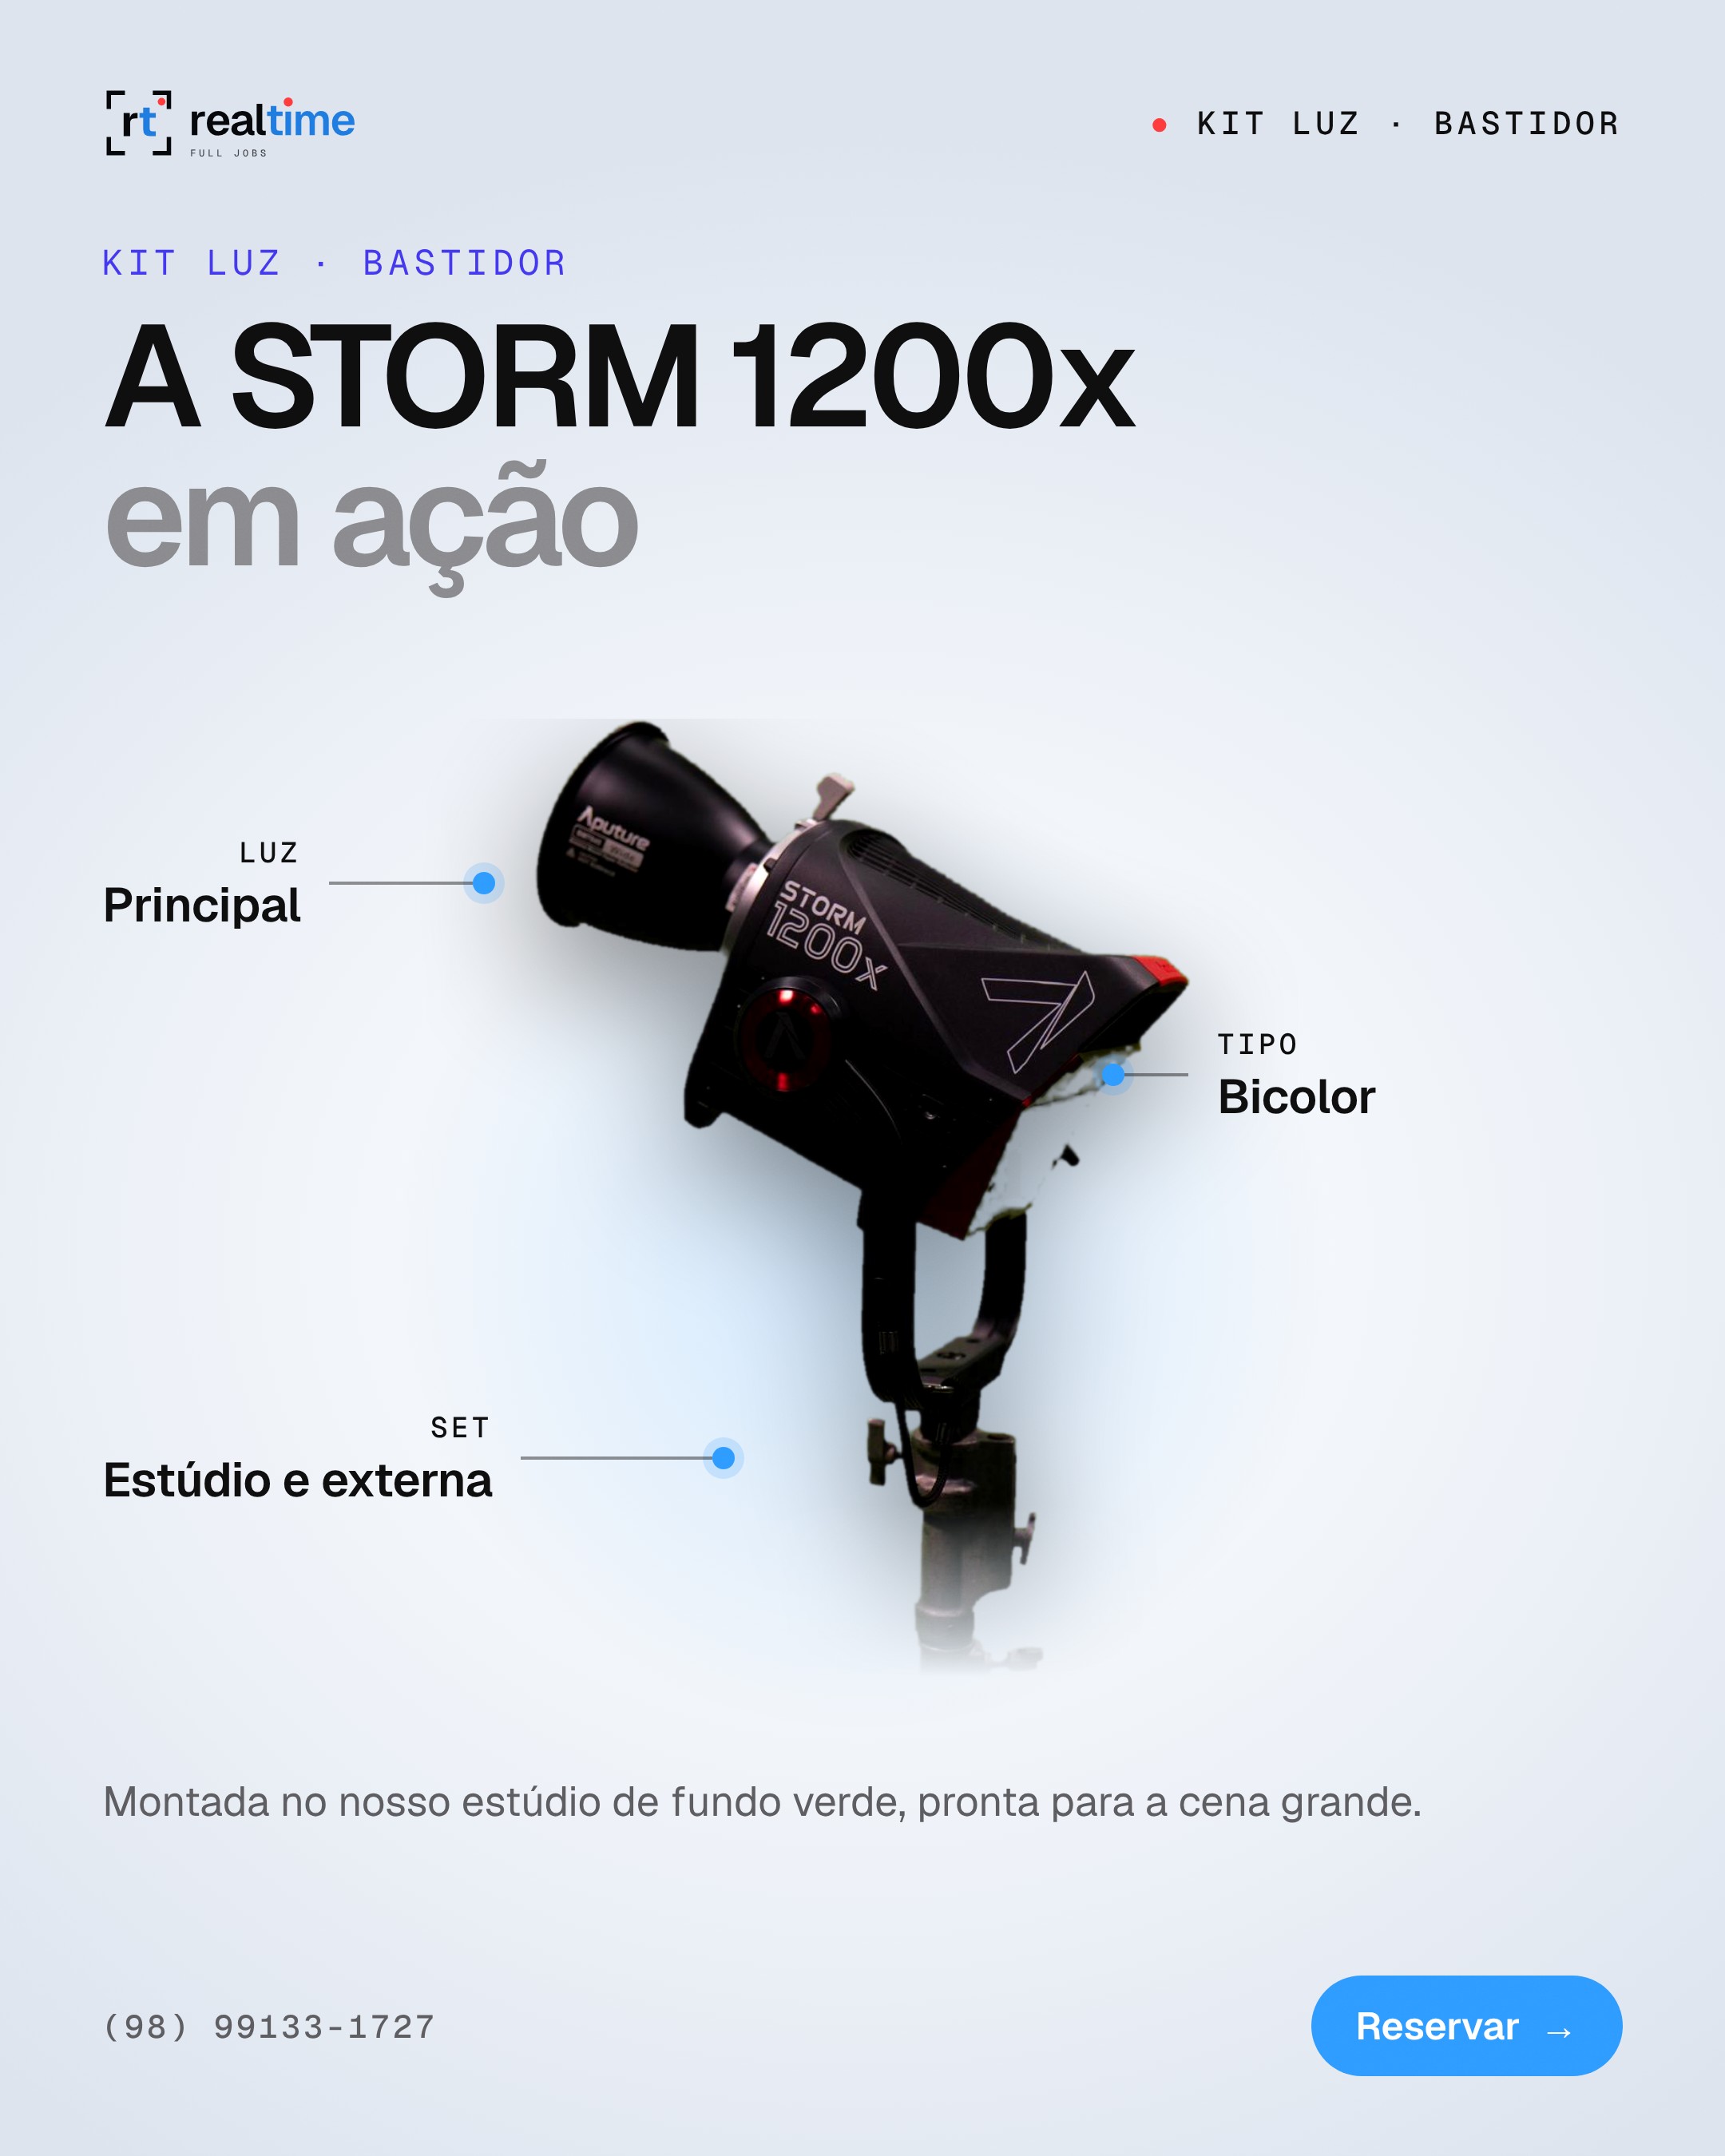 rt realtime
FULL JOBS
KIT LUZ · BASTIDOR
KIT LUZ · BASTIDOR
A STORM 1200x
em ação
Aputure
STORM
1200x
LUZ
Principal
TIPO
Bicolor
SET
Estúdio e externa
Montada no nosso estúdio de fundo verde, pronta para a cena grande.
(98) 99133-1727
Reservar →